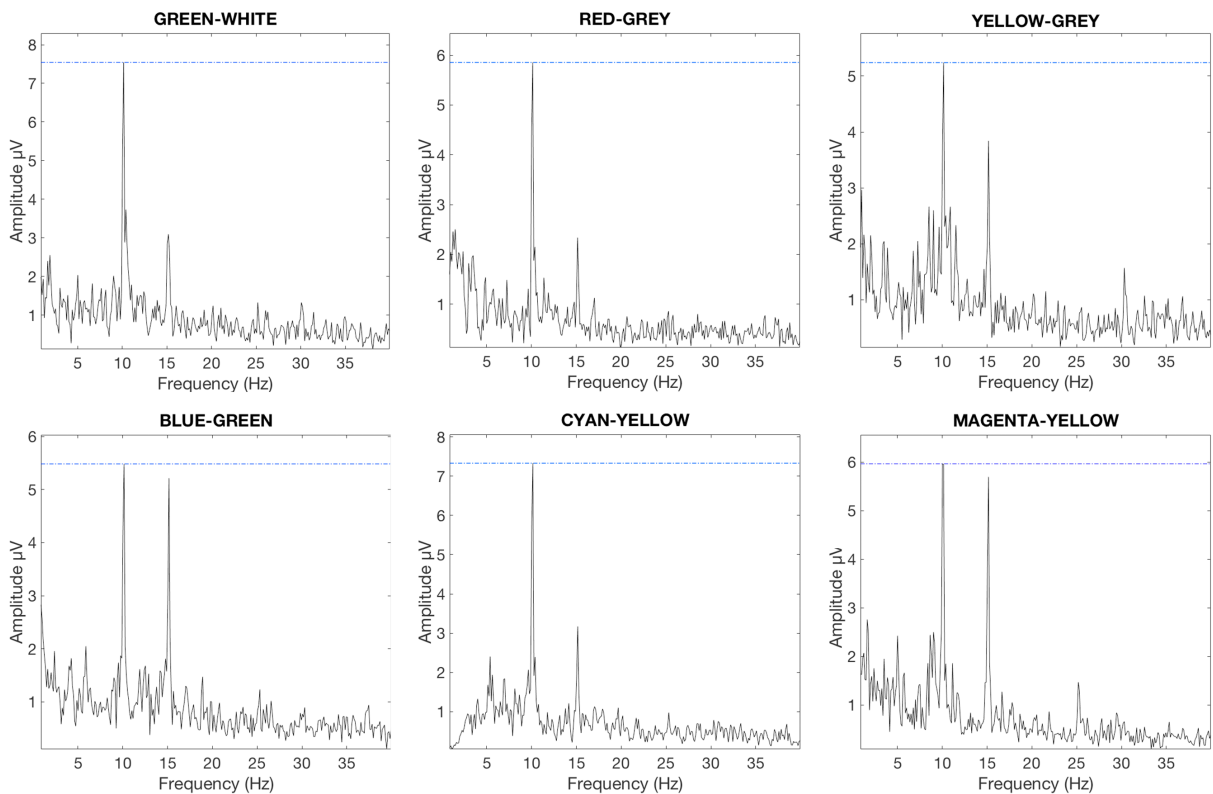 GREEN-WHITE
8
7
6
5
4
3
2
1
Amplitude µV
5 10 15 20 25 30 35
Frequency (Hz)
RED-GREY
6
5
4
3
2
1
Amplitude µV
5 10 15 20 25 30 35
Frequency (Hz)
YELLOW-GREY
5
4
3
2
1
Amplitude µV
5 10 15 20 25 30 35
Frequency (Hz)
BLUE-GREEN
6
5
4
3
2
1
Amplitude µV
5 10 15 20 25 30 35
Frequency (Hz)
CYAN-YELLOW
8
7
6
5
4
3
2
1
Amplitude µV
5 10 15 20 25 30 35
Frequency (Hz)
MAGENTA-YELLOW
6
5
4
3
2
1
Amplitude µV
5 10 15 20 25 30 35
Frequency (Hz)